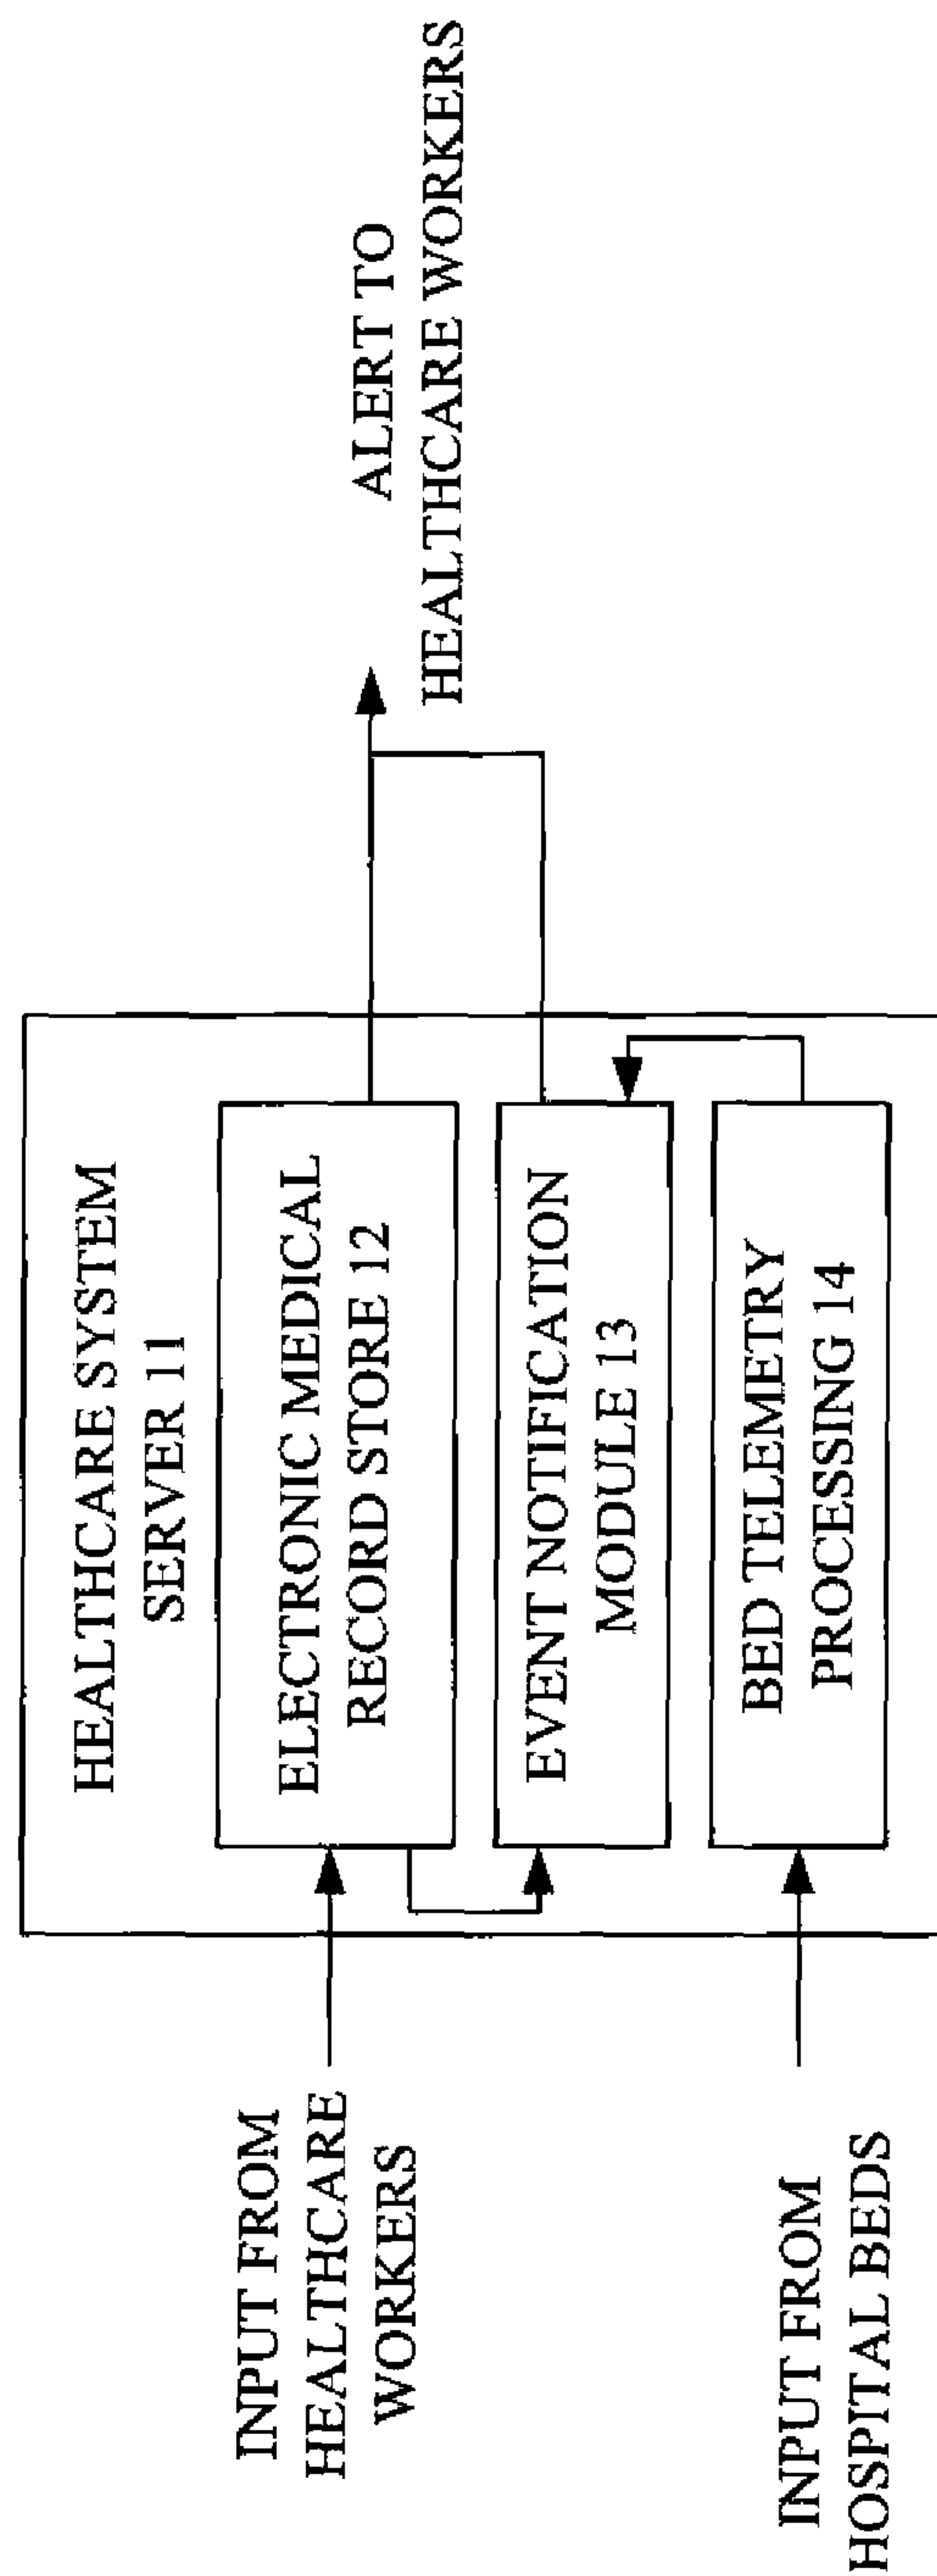 HEALTHCARE SYSTEM
SERVER 11
INPUT FROM
HEALTHCARE
WORKERS
ELECTRONIC MEDICAL
RECORD STORE 12
ALERT TO
HEALTHCARE WORKERS
EVENT NOTIFICATION
MODULE 13
INPUT FROM
HOSPITAL BEDS
BED TELEMETRY
PROCESSING 14